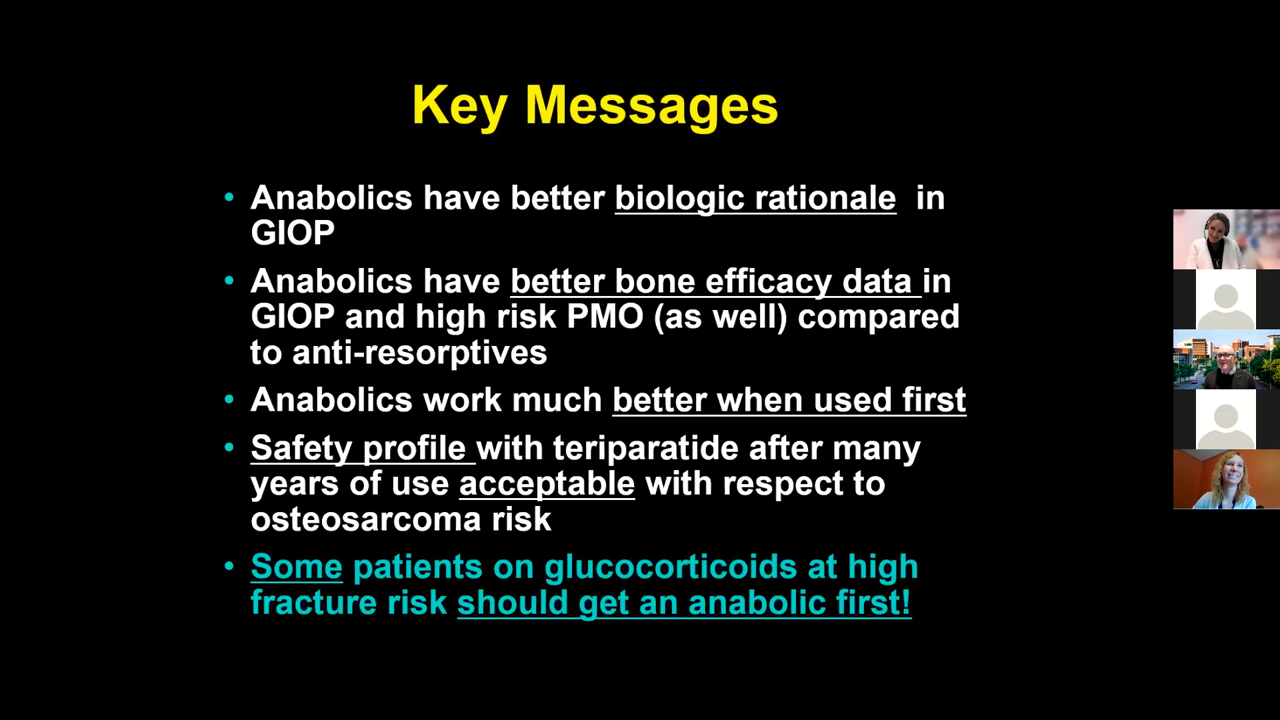 Key Messages
• Anabolics have better biologic rationale in
GIOP
• Anabolics have better bone efficacy data in
GIOP and high risk PMO (as well) compared
to anti-resorptives
• Anabolics work much better when used first
• Safety profile with teriparatide after many
years of use acceptable with respect to
osteosarcoma risk
• Some patients on glucocorticoids at high
fracture risk should get an anabolic first!